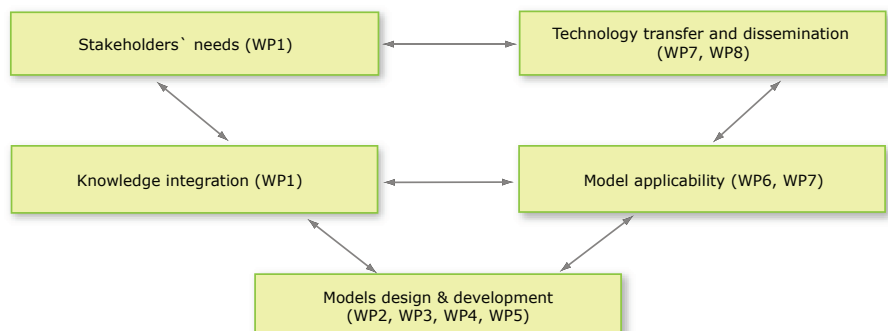 Stakeholders` needs (WP1)
Technology transfer and dissemination
(WP7, WP8)
Knowledge integration (WP1)
Model applicability (WP6, WP7)
Models design & development
(WP2, WP3, WP4, WP5)